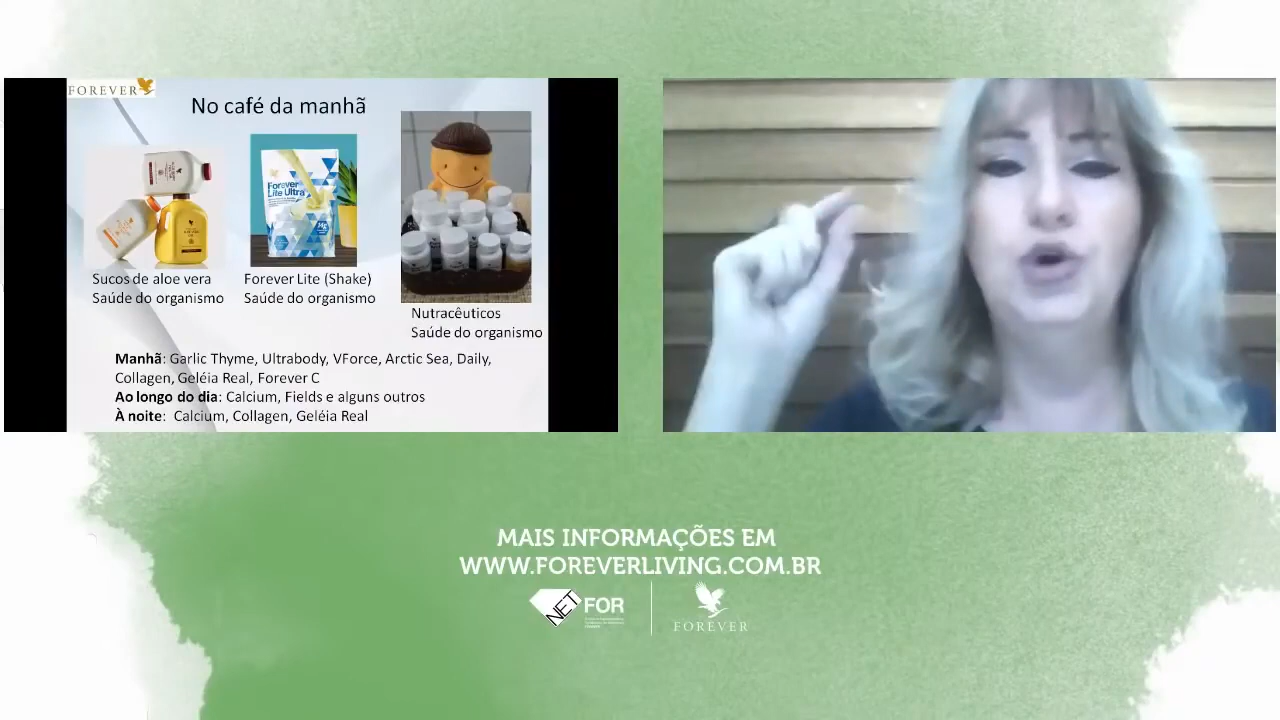 FOREVER
No café da manhã
Forever
Lite Ultra
Sucos de aloe vera
Saúde do organismo
Forever Lite (Shake)
Saúde do organismo
Nutracêuticos
Saúde do organismo
Manhã: Garlic Thyme, Ultrabody, VForce, Arctic Sea, Daily,
Collagen, Geléia Real, Forever C
Ao longo do dia: Calcium, Fields e alguns outros
À noite: Calcium, Collagen, Geléia Real
MAIS INFORMAÇÕES EM
WWW.FOREVERLIVING.COM.BR
NET FOR
FOREVER